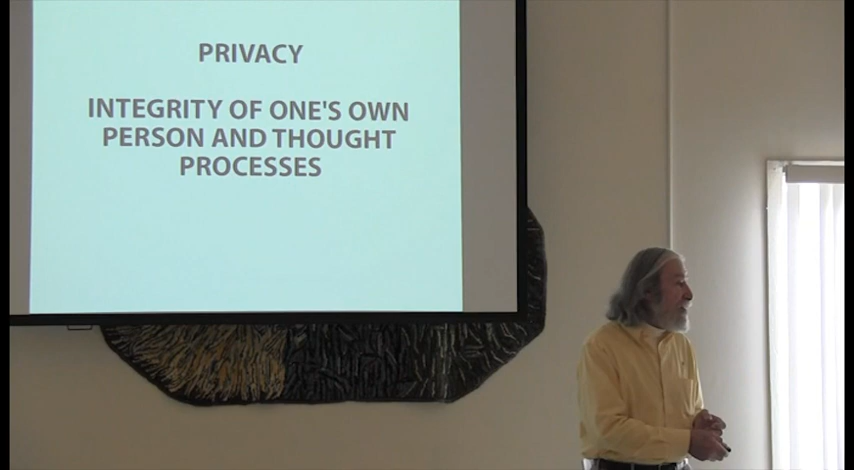 PRIVACY
INTEGRITY OF ONE'S OWN
PERSON AND THOUGHT
PROCESSES